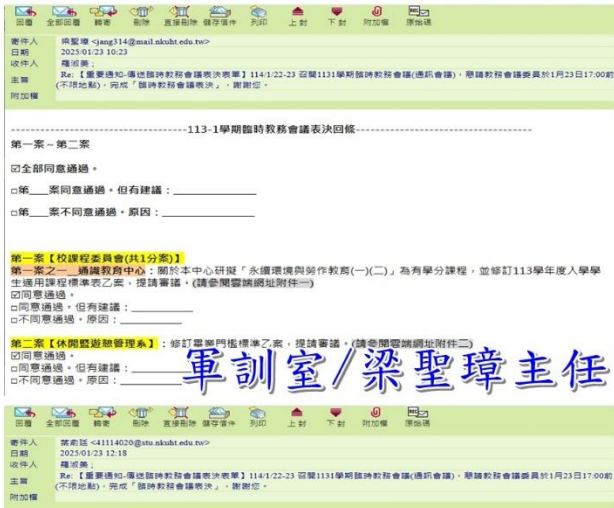 回覆 全部回覆 轉寄 刪除 直接刪除 儲存信件 列印 上封 下封 附加檔 原始碼
寄件人 梁聖璋 <jang314@mail.nkuht.edu.tw>
日期 2025/01/23 10:23
收件人 羅淑美;
主旨 Re:【重要通知-傳送臨時教務會議表決表單】114/1/22-23 召開1131學期臨時教務會議(通訊會議)，懇請教務會議委員於1月23日17:00前
(不限地點)，完成「臨時教務會議表決」，謝謝您。
附加檔
-----------------------------------113-1學期臨時教務會議表決回條-----------------------------------
第一案～第二案
☑全部同意通過。
□第___案同意通過。但有建議：____________
□第___案不同意通過。原因：____________
第一案【校課程委員會(共1分案)】
第一案之一__通識教育中心：關於本中心研擬「永續環境與勞作教育(一)(二)」為有學分課程，並修訂113學年度入學學
生適用課程標準表乙案，提請審議。(請參閱雲端網址附件一)
☑同意通過。
□同意通過。但有建議：____________
□不同意通過。原因：____________
第二案【休閒暨遊憩管理系】：修訂畢業門檻標準乙案，提請審議。(請參閱雲端網址附件二)
☑同意通過。
□同意通過。但有建議：
□不同意通過。原因：
軍訓室/梁聖璋主任
回覆 全部回覆 轉寄 刪除 直接刪除 儲存信件 列印 上封 下封 附加檔 原始碼
寄件人 葉俞廷 <41114020@stu.nkuht.edu.tw>
日期 2025/01/23 12:18
收件人 羅淑美;
主旨 Re:【重要通知-傳送臨時教務會議表決表單】114/1/22-23 召開1131學期臨時教務會議(通訊會議)，懇請教務會議委員於1月23日17:00前
(不限地點)，完成「臨時教務會議表決」，謝謝您。
附加檔